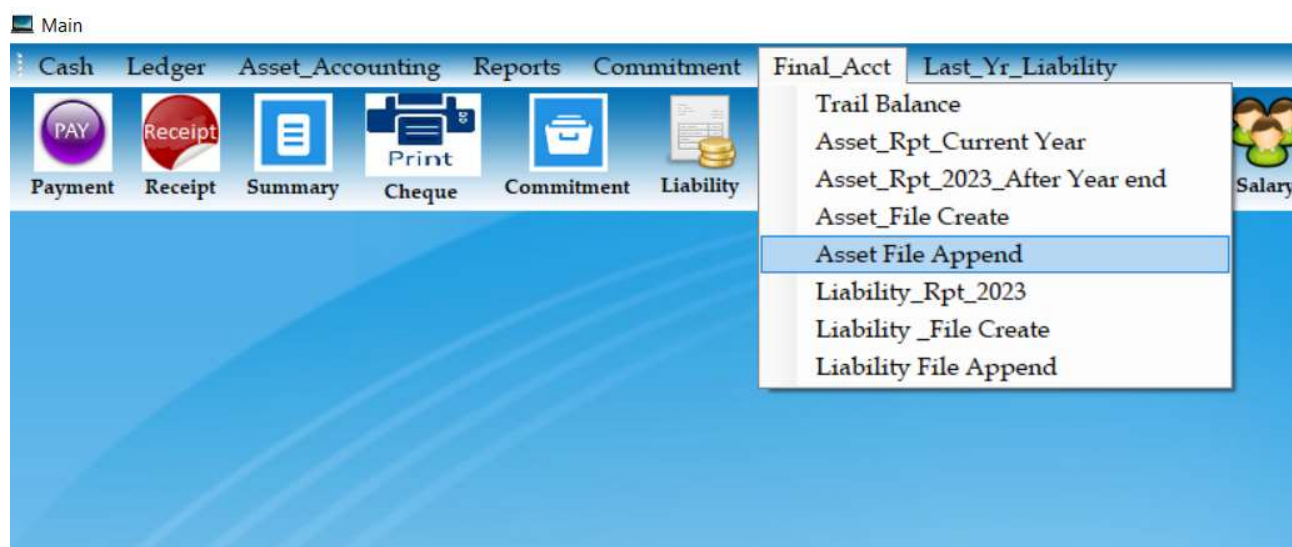 Main
Cash Ledger Asset_Accounting Reports Commitment Final_Acct Last_Yr_Liability
PAY Receipt Print
Payment Receipt Summary Cheque Commitment Liability Salary
Trail Balance
Asset_Rpt_Current Year
Asset_Rpt_2023_After Year end
Asset_File Create
Asset File Append
Liability_Rpt_2023
Liability _File Create
Liability File Append